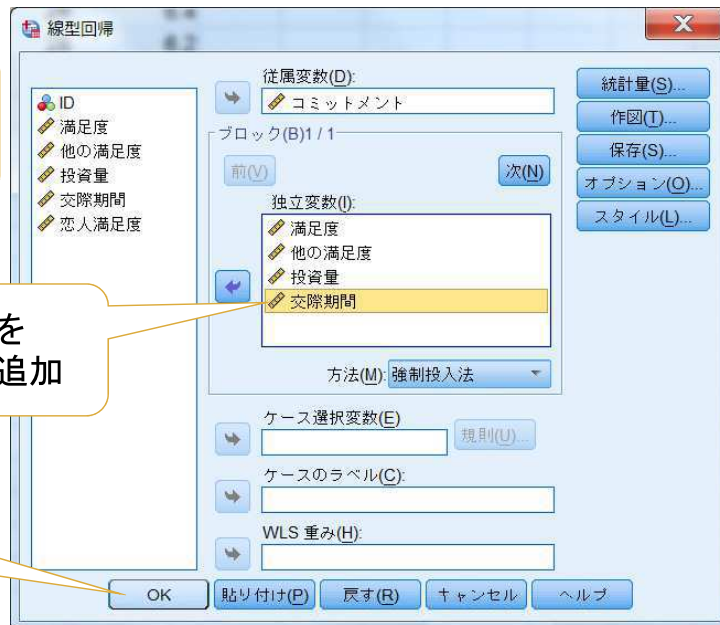 線型回帰
ID
満足度
他の満足度
投資量
交際期間
恋人満足度
従属変数(D):
コミットメント
ブロック(B)1 / 1
前(V)
次(N)
独立変数(I):
満足度
他の満足度
投資量
交際期間
方法(M): 強制投入法
ケース選択変数(E)
規則(U)...
ケースのラベル(C):
WLS 重み(H):
統計量(S)...
作図(T)...
保存(S)...
オプション(O)...
スタイル(L)...
を
追加
OK
貼り付け(P)
戻す(R)
キャンセル
ヘルプ